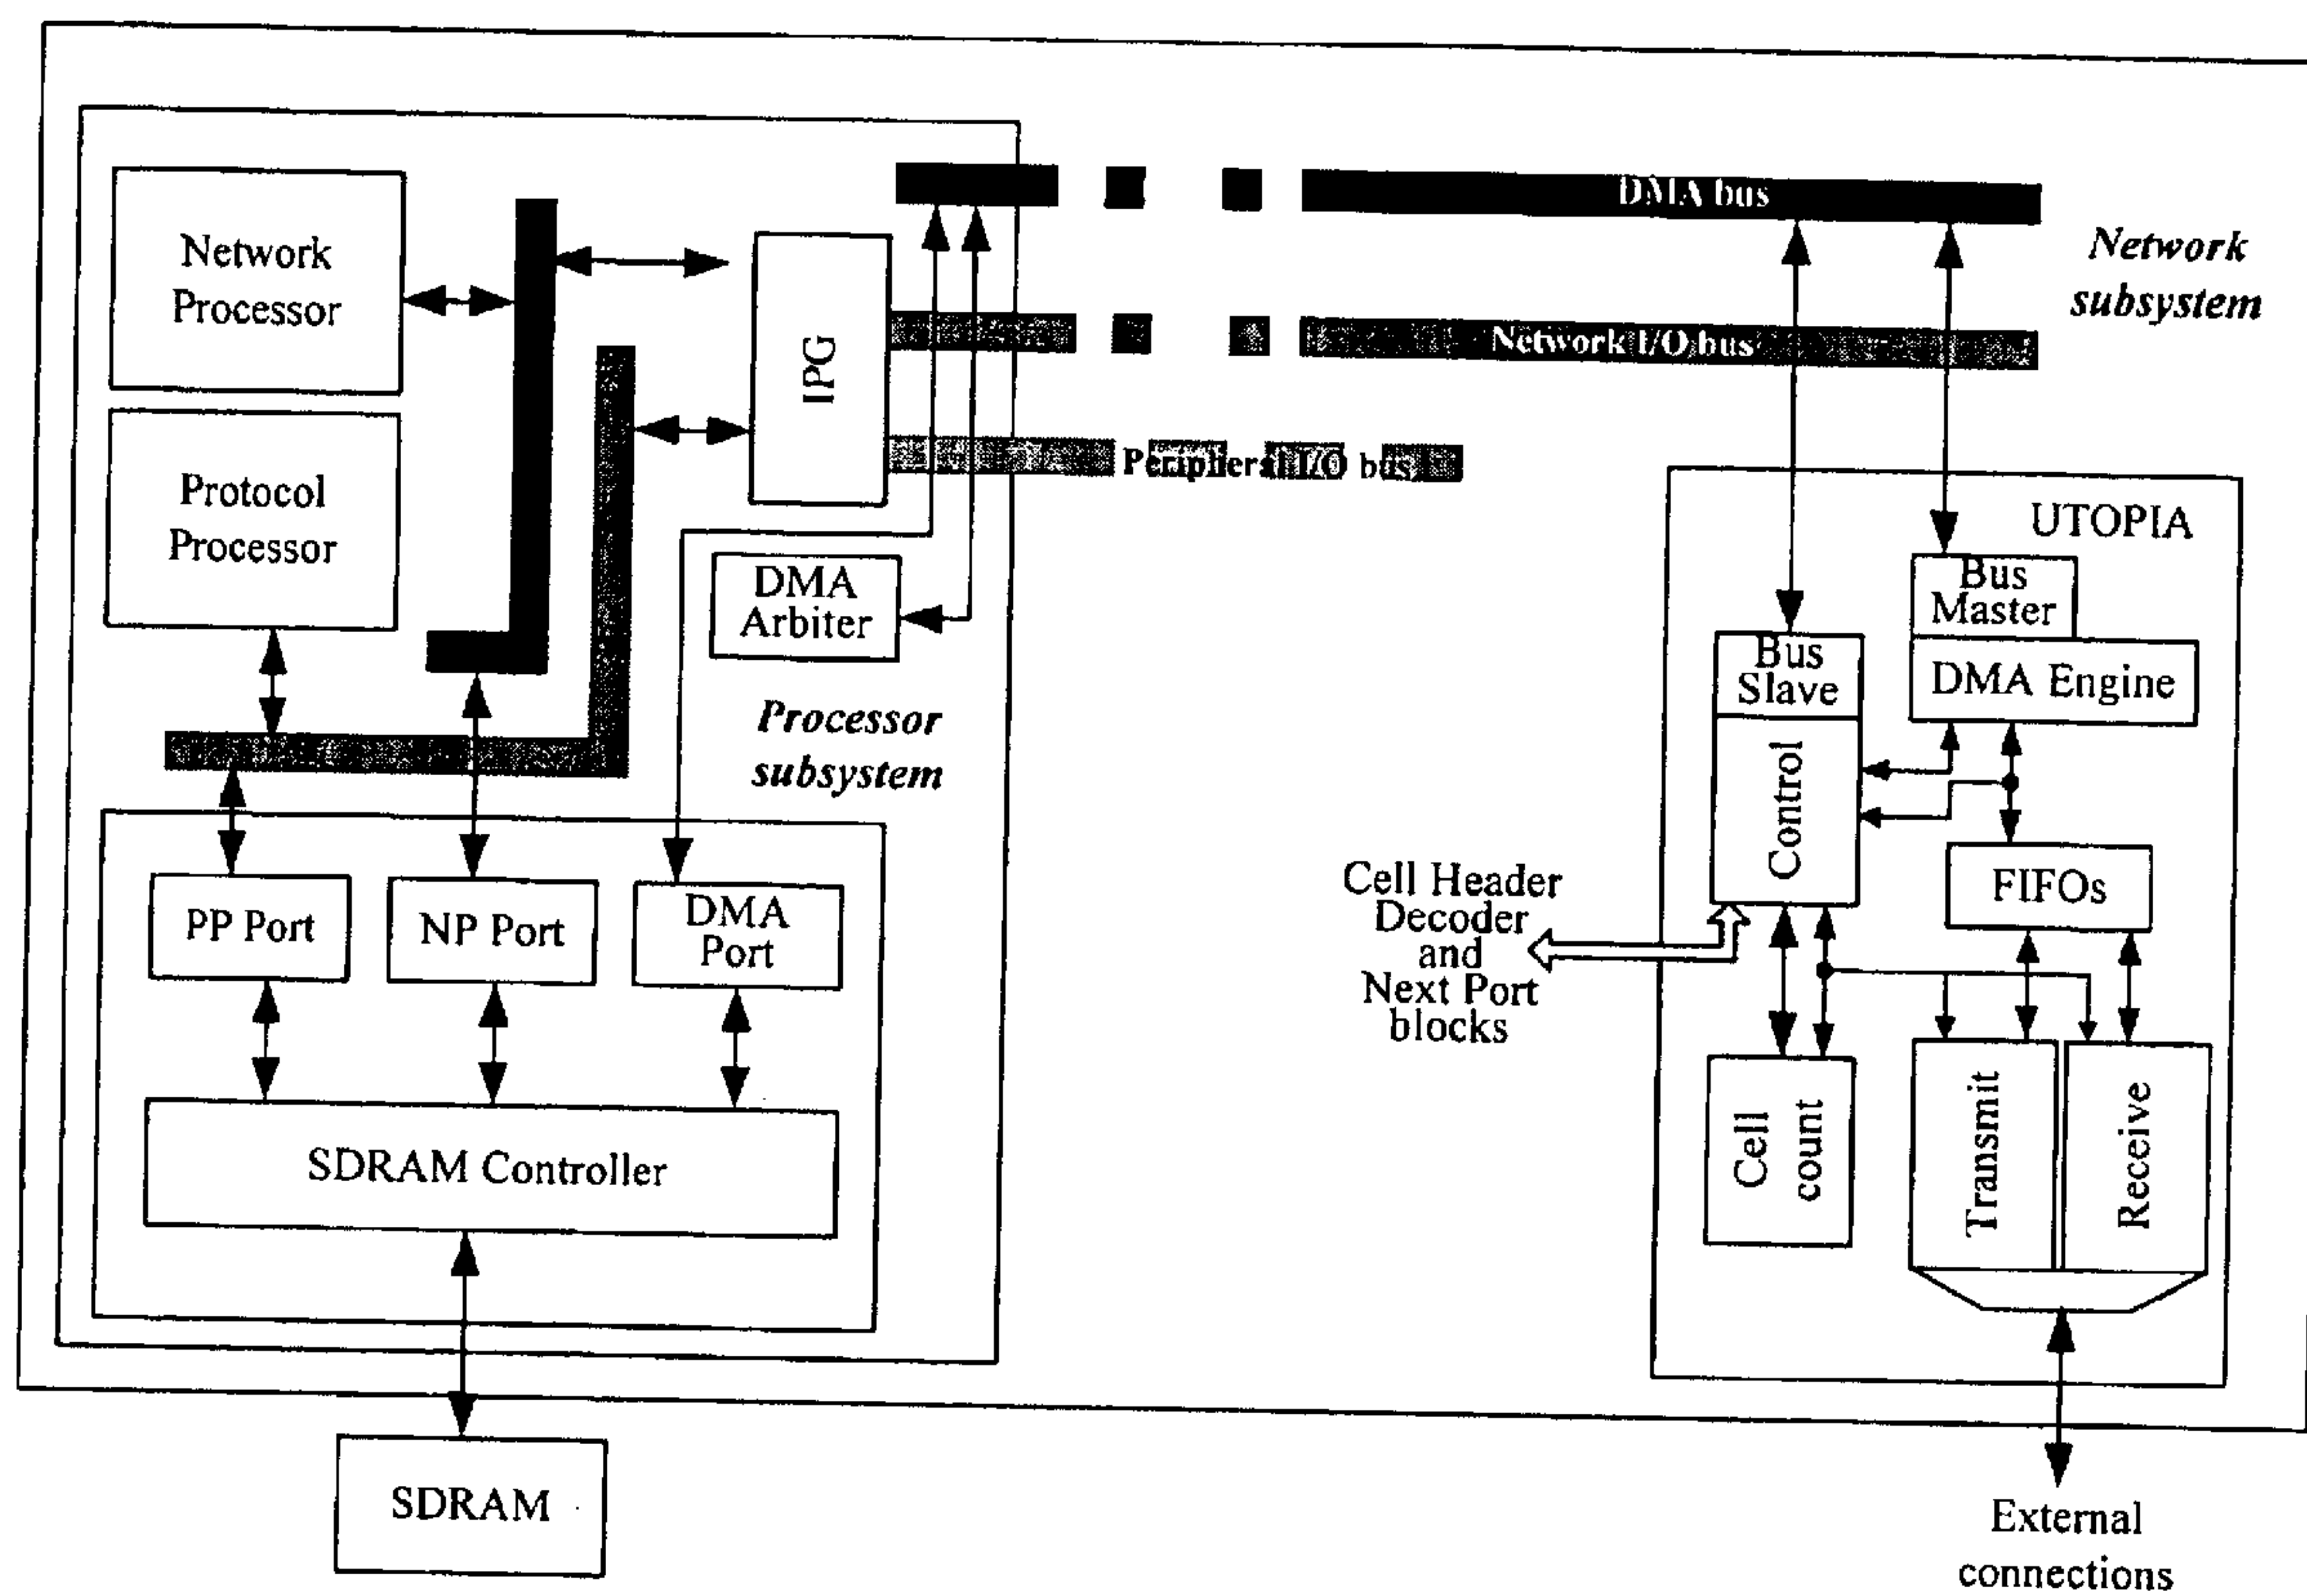 DMA bus
Network
subsystem
Network I/O bus
Peripheral I/O bus
Network
Processor
IPG
Protocol
Processor
DMA
Arbiter
Processor
subsystem
PP Port
NP Port
DMA
Port
SDRAM Controller
SDRAM
UTOPIA
Bus
Master
DMA Engine
Bus
Slave
Control
FIFOs
Cell Header
Decoder
and
Next Port
blocks
Cell
count
Transmit
Receive
External
connections